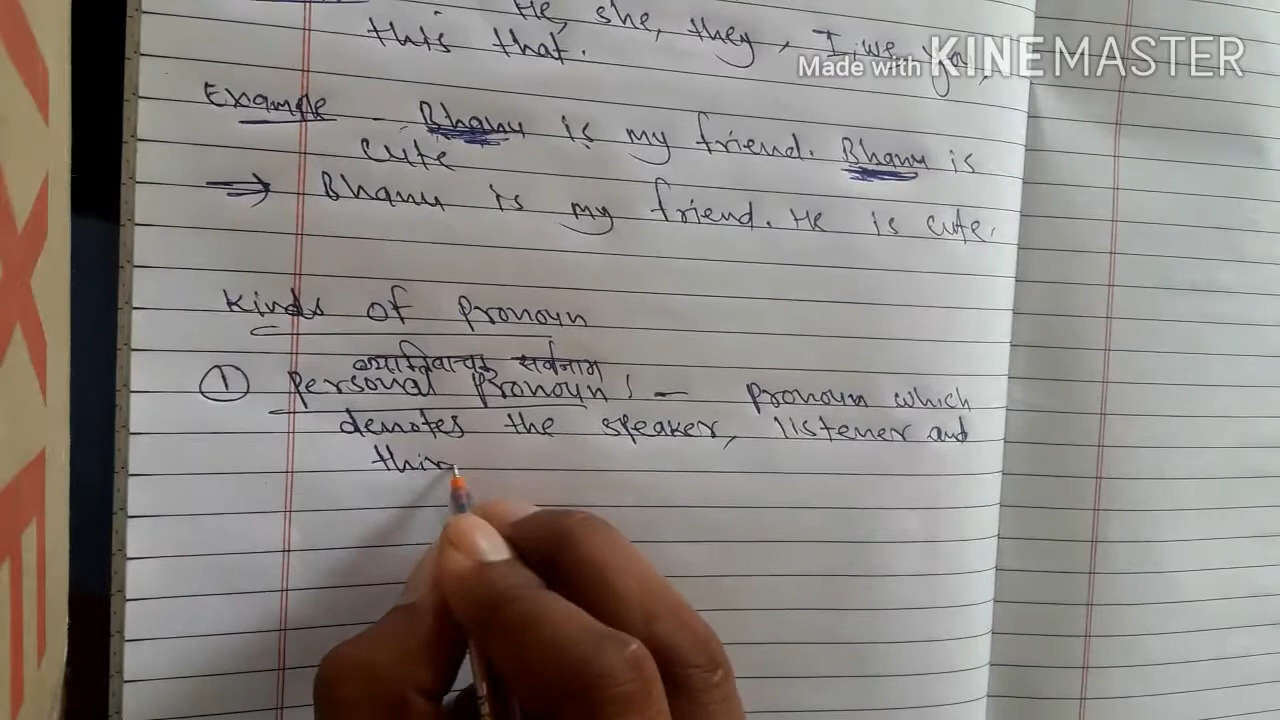 He, she, they, I, we, you,
this that.
Made with KINEMASTER
Example - Bhanu is my friend. Bhanu is
cute
⇒ Bhanu is my friend. He is cute.
Kinds of pronoun
व्यक्तिवाचक सर्वनाम
① Personal pronoun :- pronoun which
denotes the speaker, listener and
thir